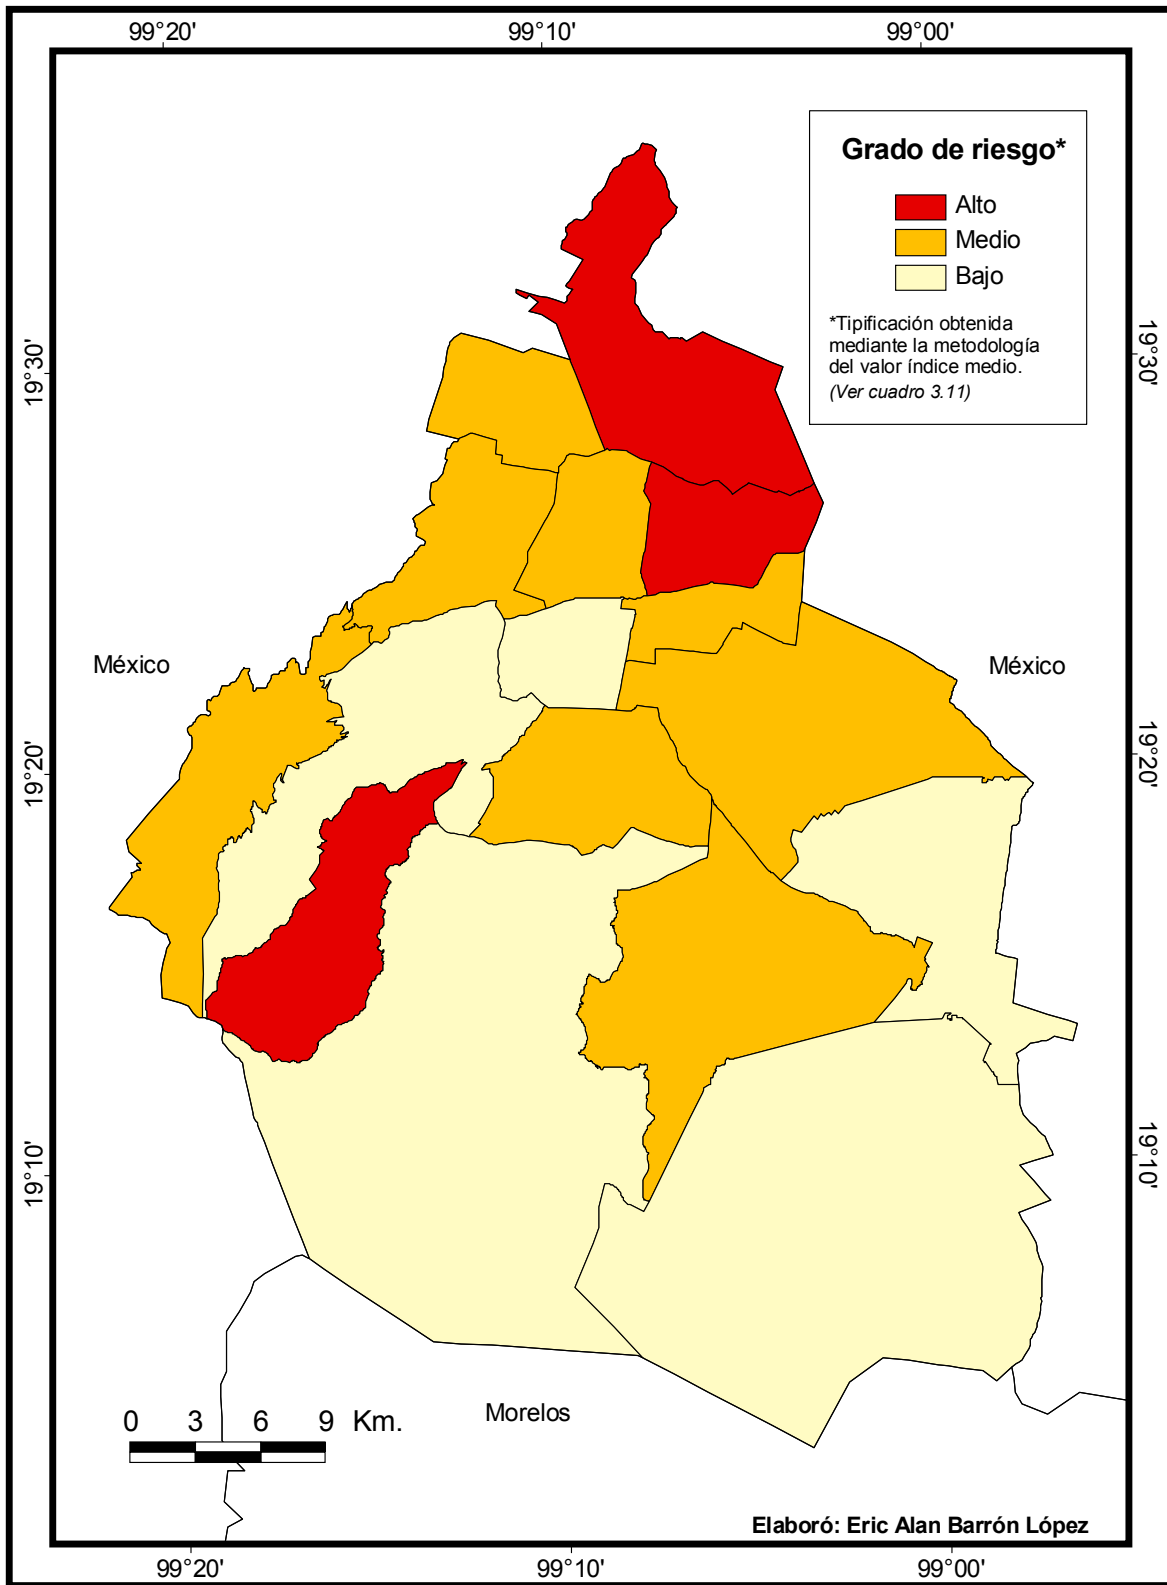 99°20'
99°10'
99°00'
Grado de riesgo*
Alto
Medio
Bajo
*Tipificación obtenida
mediante la metodología
del valor índice medio.
(Ver cuadro 3.11)
19°30'
19°30'
México
México
19°20'
19°20'
19°10'
19°10'
0 3 6 9 Km.
Morelos
Elaboró: Eric Alan Barrón López
99°20'
99°10'
99°00'